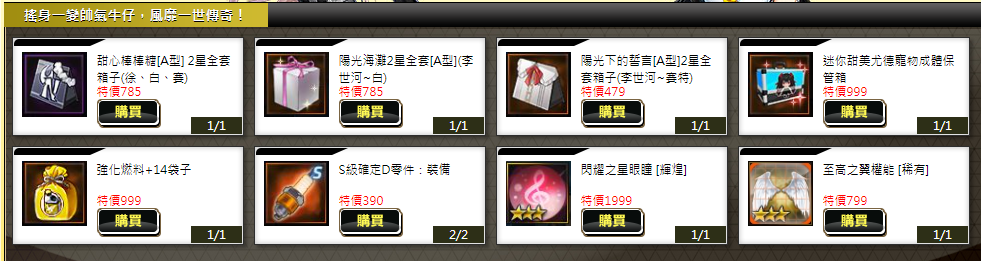 搖身一變帥氣牛仔，風靡一世傳奇！
甜心棒棒糖[A型] 2星全套
箱子(徐、白、賽)
特價785
購買
1/1
陽光海灘2星全套[A型](李
世河~白)
特價785
購買
1/1
陽光下的誓言[A型]2星全
套箱子(李世河~賽特)
特價479
購買
1/1
迷你甜美尤德寵物成體保
管箱
特價999
購買
1/1
強化燃料+14袋子
特價999
購買
1/1
S
S級確定D零件：裝備
特價390
購買
2/2
閃耀之星眼瞳 [輝煌]
特價1999
購買
1/1
至高之翼權能 [稀有]
特價799
購買
1/1